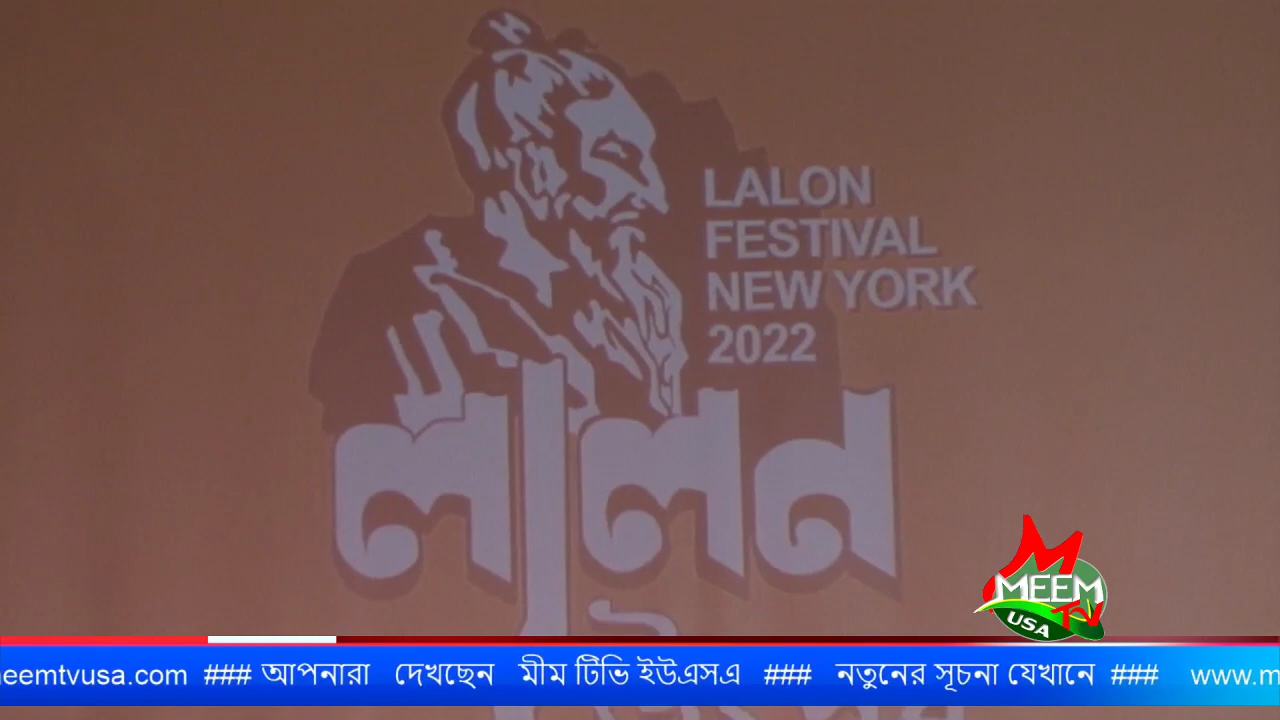 LALON
FESTIVAL
NEW YORK
2022
লালন
MEEM
TV
USA
eemtvusa.com ### আপনারা দেখছেন মীম টিভি ইউএসএ ### নতুনের সূচনা যেখানে ### www.m